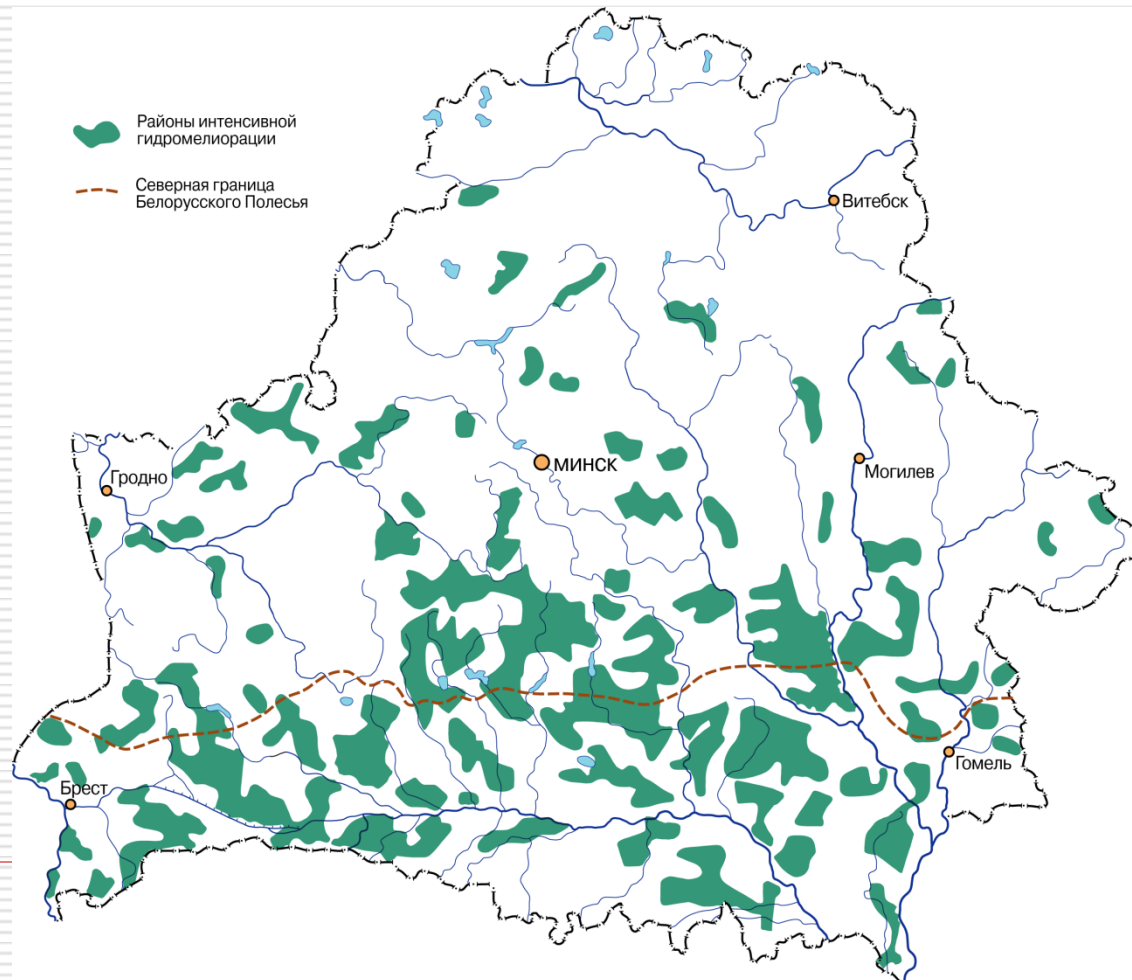 Районы интенсивной
гидромелиорации
Северная граница
Белорусского Полесья
Витебск
МИНСК
Могилев
Гродно
Гомель
Брест